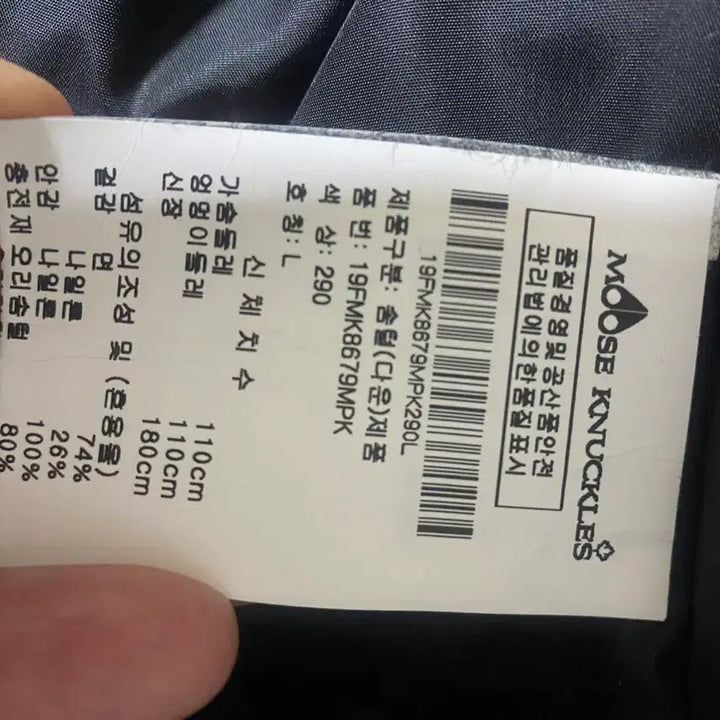 MOOSE KNUCKLES
품질경영및공산품안전
관리법에의한품질표시
19FMK8679MPK290L
제품구분: 솜털(다운)제품
품 번: 19FMK8679MPK
색 상: 290
호 칭: L
신 체 치 수
가슴둘레 110cm
엉덩이둘레 110cm
신장 180cm
섬유의조성 및 (혼용율)
겉감 면 74%
나일론 26%
안감 나일론 100%
충전재 오리솜털 80%